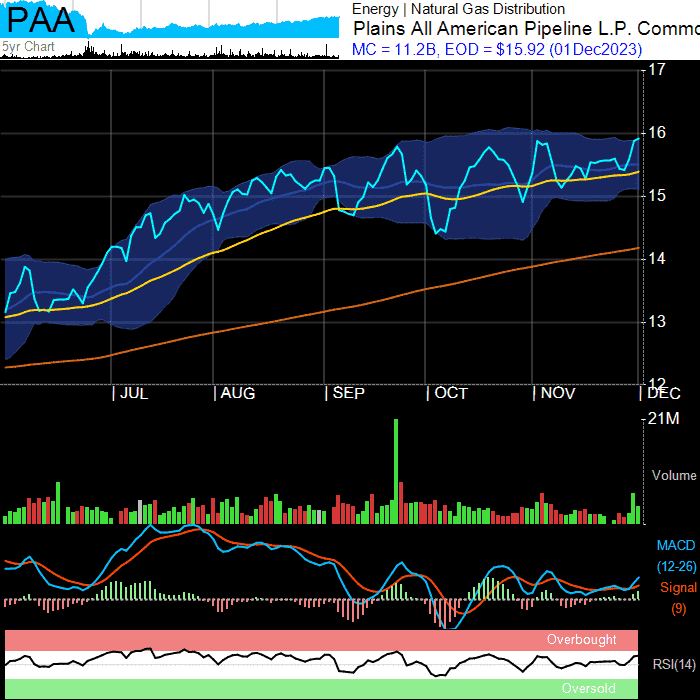 PAA
5yr Chart
Energy | Natural Gas Distribution
Plains All American Pipeline L.P. Commo
MC = 11.2B, EOD = $15.92 (01Dec2023)
17
16
15
14
13
12
JUL AUG SEP OCT NOV DEC
21M
Volume
MACD
(12-26)
Signal
(9)
Overbought
RSI(14)
Oversold